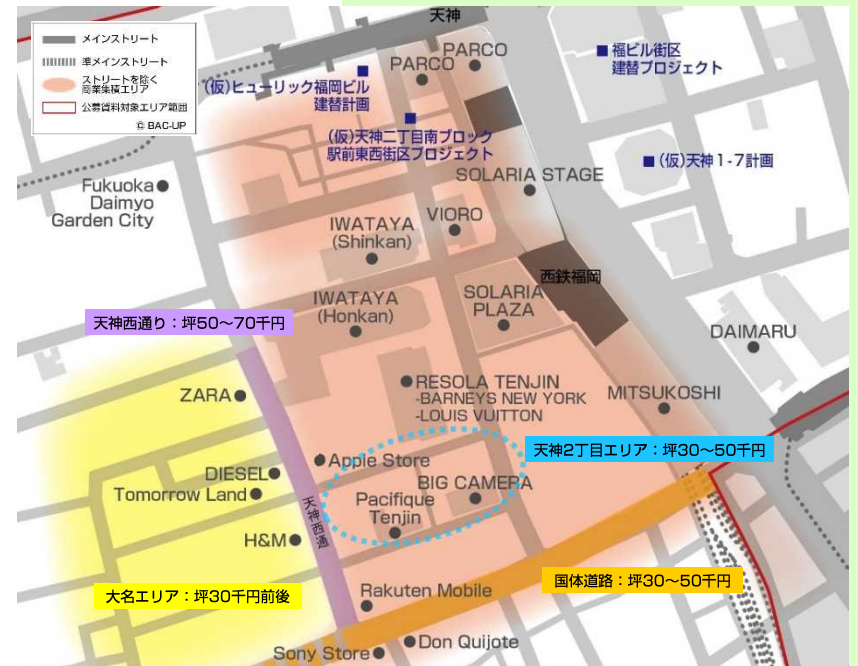 天神
メインストリート
準メインストリート
ストリートを除く
商業集積エリア
公募賃料対象エリア範囲
© BAC-UP
PARCO
PARCO
福ビル街区
建替プロジェクト
(仮)ヒューリック福岡ビル
建替計画
(仮)天神二丁目南ブロック
駅前東西街区プロジェクト
(仮)天神1-7計画
SOLARIA STAGE
Fukuoka
Daimyo
Garden City
VIORO
IWATAYA
(Shinkan)
西鉄福岡
IWATAYA
(Honkan)
SOLARIA
PLAZA
天神西通り：坪50～70千円
DAIMARU
ZARA
RESOLA TENJIN
-BARNEYS NEW YORK
-LOUIS VUITTON
MITSUKOSHI
天神2丁目エリア：坪30～50千円
Apple Store
DIESEL
BIG CAMERA
Tomorrow Land
Pacifique
Tenjin
天神西通
H&M
国体道路：坪30～50千円
大名エリア：坪30千円前後
Rakuten Mobile
Don Quijote
Sony Store